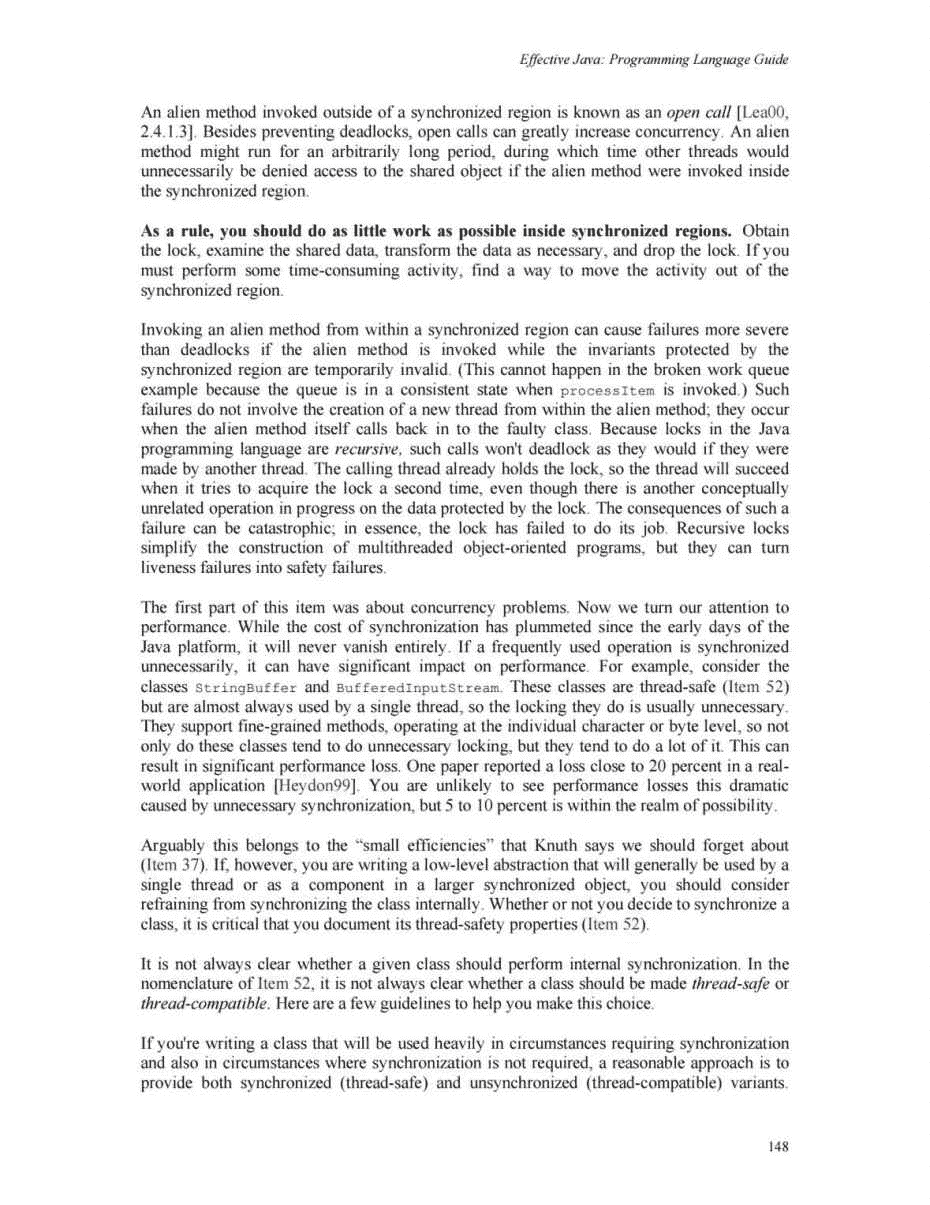 Effective Java: Programming Language Guide
An alien method invoked outside of a synchronized region is known as an open call [Lea00,
2.4.1.3]. Besides preventing deadlocks, open calls can greatly increase concurrency. An alien
method might run for an arbitrarily long period, during which time other threads would
unnecessarily be denied access to the shared object if the alien method were invoked inside
the synchronized region.
As a rule, you should do as little work as possible inside synchronized regions. Obtain
the lock, examine the shared data, transform the data as necessary, and drop the lock. If you
must perform some time-consuming activity, find a way to move the activity out of the
synchronized region.
Invoking an alien method from within a synchronized region can cause failures more severe
than deadlocks if the alien method is invoked while the invariants protected by the
synchronized region are temporarily invalid. (This cannot happen in the broken work queue
example because the queue is in a consistent state when processItem is invoked.) Such
failures do not involve the creation of a new thread from within the alien method; they occur
when the alien method itself calls back in to the faulty class. Because locks in the Java
programming language are recursive, such calls won't deadlock as they would if they were
made by another thread. The calling thread already holds the lock, so the thread will succeed
when it tries to acquire the lock a second time, even though there is another conceptually
unrelated operation in progress on the data protected by the lock. The consequences of such a
failure can be catastrophic; in essence, the lock has failed to do its job. Recursive locks
simplify the construction of multithreaded object-oriented programs, but they can turn
liveness failures into safety failures.
The first part of this item was about concurrency problems. Now we turn our attention to
performance. While the cost of synchronization has plummeted since the early days of the
Java platform, it will never vanish entirely. If a frequently used operation is synchronized
unnecessarily, it can have significant impact on performance. For example, consider the
classes StringBuffer and BufferedInputStream. These classes are thread-safe (Item 52)
but are almost always used by a single thread, so the locking they do is usually unnecessary.
They support fine-grained methods, operating at the individual character or byte level, so not
only do these classes tend to do unnecessary locking, but they tend to do a lot of it. This can
result in significant performance loss. One paper reported a loss close to 20 percent in a real-
world application [Heydon99]. You are unlikely to see performance losses this dramatic
caused by unnecessary synchronization, but 5 to 10 percent is within the realm of possibility.
Arguably this belongs to the “small efficiencies” that Knuth says we should forget about
(Item 37). If, however, you are writing a low-level abstraction that will generally be used by a
single thread or as a component in a larger synchronized object, you should consider
refraining from synchronizing the class internally. Whether or not you decide to synchronize a
class, it is critical that you document its thread-safety properties (Item 52).
It is not always clear whether a given class should perform internal synchronization. In the
nomenclature of Item 52, it is not always clear whether a class should be made thread-safe or
thread-compatible. Here are a few guidelines to help you make this choice.
If you're writing a class that will be used heavily in circumstances requiring synchronization
and also in circumstances where synchronization is not required, a reasonable approach is to
provide both synchronized (thread-safe) and unsynchronized (thread-compatible) variants.
148